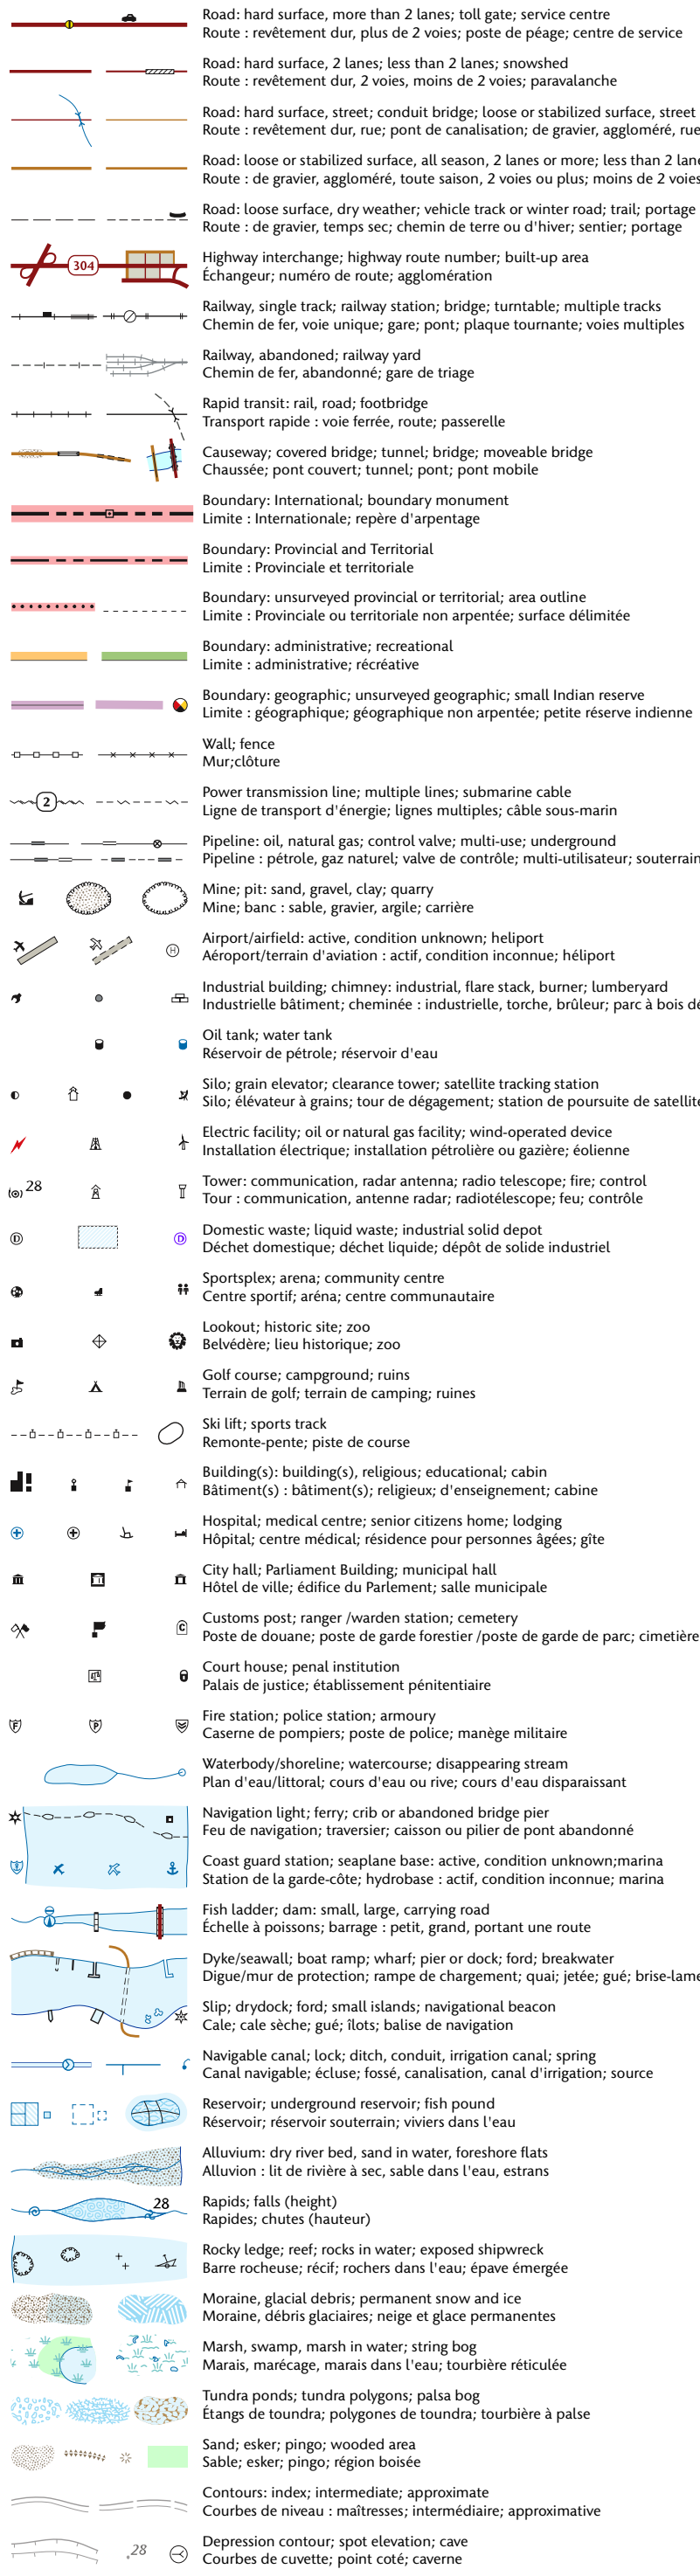 Road: hard surface, more than 2 lanes; toll gate; service centre
Route : revêtement dur, plus de 2 voies; poste de péage; centre de service
Road: hard surface, 2 lanes; less than 2 lanes; snowshed
Route : revêtement dur, 2 voies, moins de 2 voies; paravalanche
Road: hard surface, street; conduit bridge; loose or stabilized surface, street
Route : revêtement dur, rue; pont de canalisation; de gravier, aggloméré, rue
Road: loose or stabilized surface, all season, 2 lanes or more; less than 2 lane
Route : de gravier, aggloméré, toute saison, 2 voies ou plus; moins de 2 voies
Road: loose surface, dry weather; vehicle track or winter road; trail; portage
Route : de gravier, temps sec; chemin de terre ou d'hiver; sentier; portage
304
Highway interchange; highway route number; built-up area
Échangeur; numéro de route; agglomération
Railway, single track; railway station; bridge; turntable; multiple tracks
Chemin de fer, voie unique; gare; pont; plaque tournante; voies multiples
Railway, abandoned; railway yard
Chemin de fer, abandonné; gare de triage
Rapid transit: rail, road; footbridge
Transport rapide : voie ferrée, route; passerelle
Causeway; covered bridge; tunnel; bridge; moveable bridge
Chaussée; pont couvert; tunnel; pont; pont mobile
Boundary: International; boundary monument
Limite : Internationale; repère d'arpentage
Boundary: Provincial and Territorial
Limite : Provinciale et territoriale
Boundary: unsurveyed provincial or territorial; area outline
Limite : Provinciale ou territoriale non arpentée; surface délimitée
Boundary: administrative; recreational
Limite : administrative; récréative
Boundary: geographic; unsurveyed geographic; small Indian reserve
Limite : géographique; géographique non arpentée; petite réserve indienne
Wall; fence
Mur;clôture
2
Power transmission line; multiple lines; submarine cable
Ligne de transport d'énergie; lignes multiples; câble sous-marin
Pipeline: oil, natural gas; control valve; multi-use; underground
Pipeline : pétrole, gaz naturel; valve de contrôle; multi-utilisateur; souterrain
Mine; pit: sand, gravel, clay; quarry
Mine; banc : sable, gravier, argile; carrière
H
Airport/airfield: active, condition unknown; heliport
Aéroport/terrain d'aviation : actif, condition inconnue; héliport
Industrial building; chimney: industrial, flare stack, burner; lumberyard
Industrielle bâtiment; cheminée : industrielle, torche, brûleur; parc à bois dé
Oil tank; water tank
Réservoir de pétrole; réservoir d'eau
Silo; grain elevator; clearance tower; satellite tracking station
Silo; élévateur à grains; tour de dégagement; station de poursuite de satellite
Electric facility; oil or natural gas facility; wind-operated device
Installation électrique; installation pétrolière ou gazière; éolienne
28
Tower: communication, radar antenna; radio telescope; fire; control
Tour : communication, antenne radar; radiotélescope; feu; contrôle
D D
Domestic waste; liquid waste; industrial solid depot
Déchet domestique; déchet liquide; dépôt de solide industriel
Sportsplex; arena; community centre
Centre sportif; aréna; centre communautaire
Lookout; historic site; zoo
Belvédère; lieu historique; zoo
Golf course; campground; ruins
Terrain de golf; terrain de camping; ruines
Ski lift; sports track
Remonte-pente; piste de course
Building(s): building(s), religious; educational; cabin
Bâtiment(s) : bâtiment(s); religieux; d'enseignement; cabine
Hospital; medical centre; senior citizens home; lodging
Hôpital; centre médical; résidence pour personnes âgées; gîte
City hall; Parliament Building; municipal hall
Hôtel de ville; édifice du Parlement; salle municipale
C
Customs post; ranger /warden station; cemetery
Poste de douane; poste de garde forestier /poste de garde de parc; cimetière
Court house; penal institution
Palais de justice; établissement pénitentiaire
F P
Fire station; police station; armoury
Caserne de pompiers; poste de police; manège militaire
Waterbody/shoreline; watercourse; disappearing stream
Plan d'eau/littoral; cours d'eau ou rive; cours d'eau disparaissant
Navigation light; ferry; crib or abandoned bridge pier
Feu de navigation; traversier; caisson ou pilier de pont abandonné
Coast guard station; seaplane base: active, condition unknown;marina
Station de la garde-côte; hydrobase : actif, condition inconnue; marina
Fish ladder; dam: small, large, carrying road
Échelle à poissons; barrage : petit, grand, portant une route
Dyke/seawall; boat ramp; wharf; pier or dock; ford; breakwater
Digue/mur de protection; rampe de chargement; quai; jetée; gué; brise-lame
Slip; drydock; ford; small islands; navigational beacon
Cale; cale sèche; gué; îlots; balise de navigation
Navigable canal; lock; ditch, conduit, irrigation canal; spring
Canal navigable; écluse; fossé, canalisation, canal d'irrigation; source
Reservoir; underground reservoir; fish pound
Réservoir; réservoir souterrain; viviers dans l'eau
Alluvium: dry river bed, sand in water, foreshore flats
Alluvion : lit de rivière à sec, sable dans l'eau, estrans
28
Rapids; falls (height)
Rapides; chutes (hauteur)
Rocky ledge; reef; rocks in water; exposed shipwreck
Barre rocheuse; récif; rochers dans l'eau; épave émergée
Moraine, glacial debris; permanent snow and ice
Moraine, débris glaciaires; neige et glace permanentes
Marsh, swamp, marsh in water; string bog
Marais, marécage, marais dans l'eau; tourbière réticulée
Tundra ponds; tundra polygons; palsa bog
Étangs de toundra; polygones de toundra; tourbière à palse
Sand; esker; pingo; wooded area
Sable; esker; pingo; région boisée
Contours: index; intermediate; approximate
Courbes de niveau : maîtresses; intermédiaire; approximative
.28
Depression contour; spot elevation; cave
Courbes de cuvette; point coté; caverne